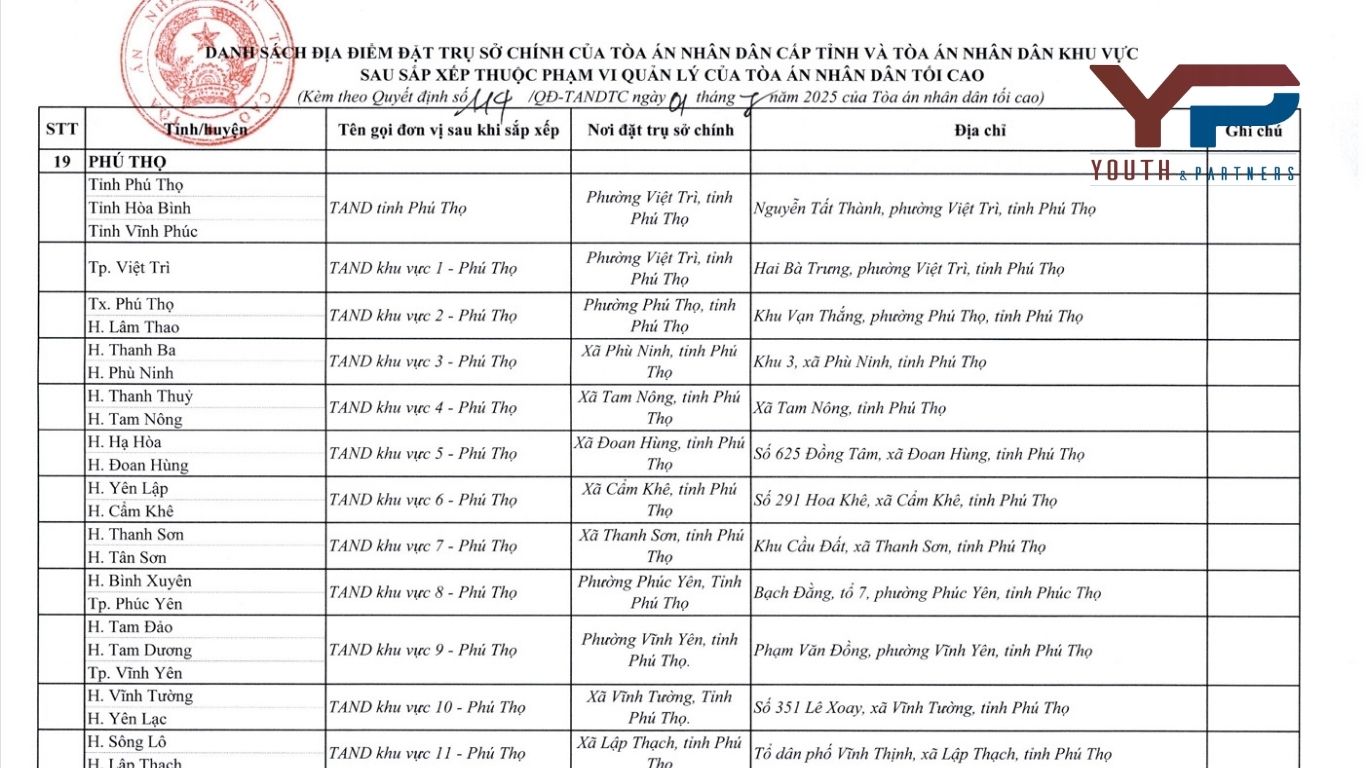 DANH SÁCH ĐỊA ĐIỂM ĐẶT TRỤ SỞ CHÍNH CỦA TÒA ÁN NHÂN DÂN CẤP TỈNH VÀ TÒA ÁN NHÂN DÂN KHU VỰC
SAU SẮP XẾP THUỘC PHẠM VI QUẢN LÝ CỦA TÒA ÁN NHÂN DÂN TỐI CAO
(Kèm theo Quyết định số /QĐ-TANDTC ngày 01 tháng năm 2025 của Tòa án nhân dân tối cao)
YP
YOUTH & PARTNERS
STT Tỉnh/huyện Tên gọi đơn vị sau khi sắp xếp Nơi đặt trụ sở chính Địa chỉ Ghi chú
19 PHÚ THỌ
Tỉnh Phú Thọ
Tỉnh Hòa Bình
Tỉnh Vĩnh Phúc
TAND tỉnh Phú Thọ
Phường Việt Trì, tỉnh
Phú Thọ
Nguyễn Tất Thành, phường Việt Trì, tỉnh Phú Thọ
Tp. Việt Trì
TAND khu vực 1 - Phú Thọ
Phường Việt Trì, tỉnh
Phú Thọ
Hai Bà Trưng, phường Việt Trì, tỉnh Phú Thọ
Tx. Phú Thọ
H. Lâm Thao
TAND khu vực 2 - Phú Thọ
Phường Phú Thọ, tỉnh
Phú Thọ
Khu Vạn Thắng, phường Phú Thọ, tỉnh Phú Thọ
H. Thanh Ba
H. Phù Ninh
TAND khu vực 3 - Phú Thọ
Xã Phù Ninh, tỉnh Phú
Thọ
Khu 3, xã Phù Ninh, tỉnh Phú Thọ
H. Thanh Thuỷ
H. Tam Nông
TAND khu vực 4 - Phú Thọ
Xã Tam Nông, tỉnh Phú
Thọ
Xã Tam Nông, tỉnh Phú Thọ
H. Hạ Hòa
H. Đoan Hùng
TAND khu vực 5 - Phú Thọ
Xã Đoan Hùng, tỉnh Phú
Thọ
Số 625 Đồng Tâm, xã Đoan Hùng, tỉnh Phú Thọ
H. Yên Lập
H. Cẩm Khê
TAND khu vực 6 - Phú Thọ
Xã Cẩm Khê, tỉnh Phú
Thọ
Số 291 Hoa Khê, xã Cẩm Khê, tỉnh Phú Thọ
H. Thanh Sơn
H. Tân Sơn
TAND khu vực 7 - Phú Thọ
Xã Thanh Sơn, tỉnh Phú
Thọ
Khu Cầu Đất, xã Thanh Sơn, tỉnh Phú Thọ
H. Bình Xuyên
Tp. Phúc Yên
TAND khu vực 8 - Phú Thọ
Phường Phúc Yên, Tỉnh
Phú Thọ
Bạch Đằng, tổ 7, phường Phúc Yên, tỉnh Phúc Thọ
H. Tam Đảo
H. Tam Dương
Tp. Vĩnh Yên
TAND khu vực 9 - Phú Thọ
Phường Vĩnh Yên, tỉnh
Phú Thọ.
Phạm Văn Đồng, phường Vĩnh Yên, tỉnh Phú Thọ
H. Vĩnh Tường
H. Yên Lạc
TAND khu vực 10 - Phú Thọ
Xã Vĩnh Tường, Tỉnh
Phú Thọ.
Số 351 Lê Xoay, xã Vĩnh Tường, tỉnh Phú Thọ
H. Sông Lô
H. Lập Thạch
TAND khu vực 11 - Phú Thọ
Xã Lập Thạch, tỉnh Phú
Thọ
Tổ dân phố Vĩnh Thịnh, xã Lập Thạch, tỉnh Phú Thọ